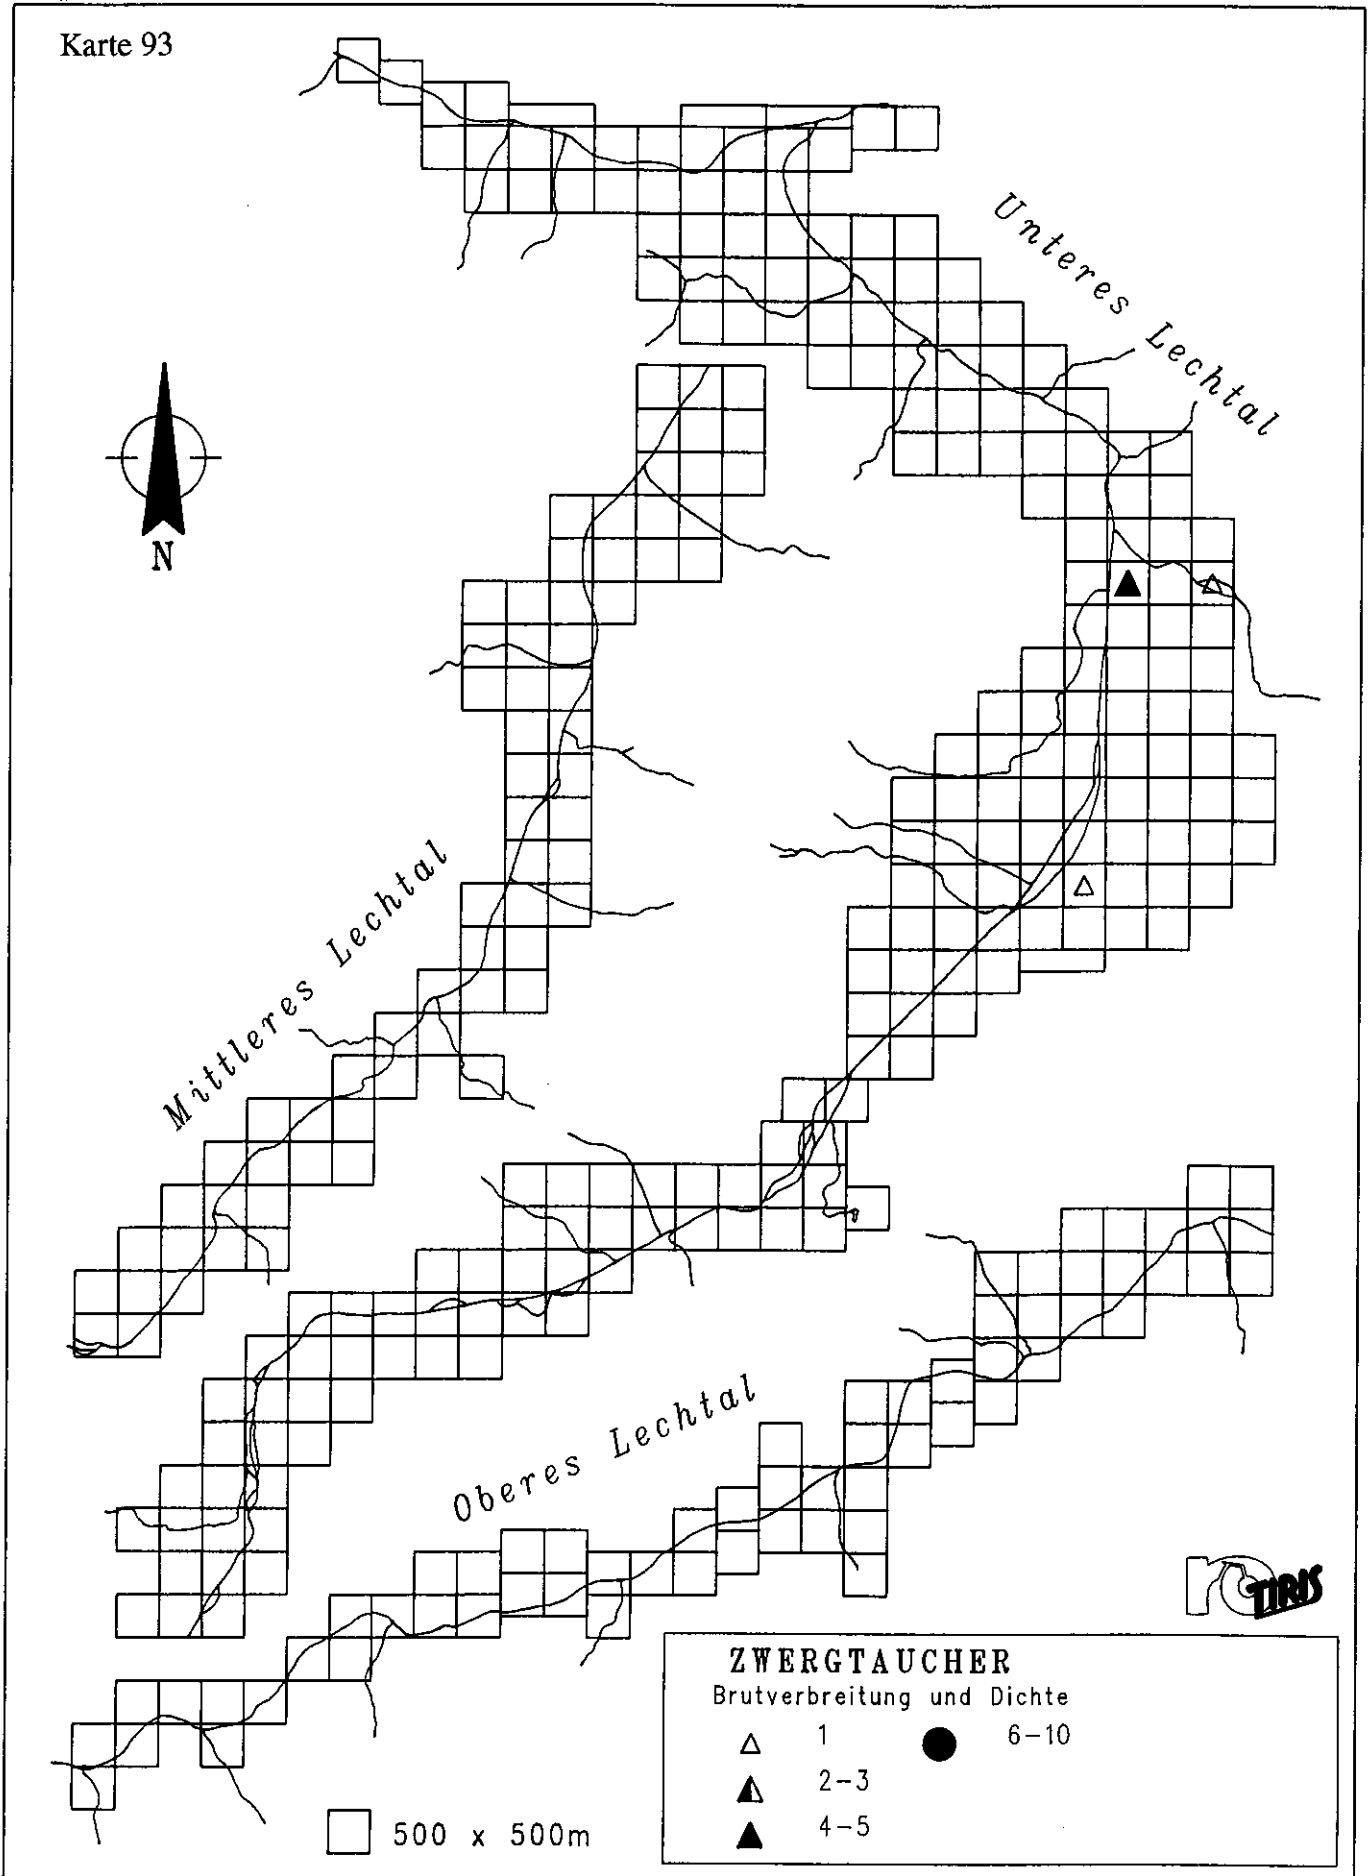 Karte 93
Unteres Lechtal
N
Mittleres Lechtal
Oberes Lechtal
TIRIS
ZWERGTAUCHER
Brutverbreitung und Dichte
1
6-10
2-3
4-5
500 x 500m